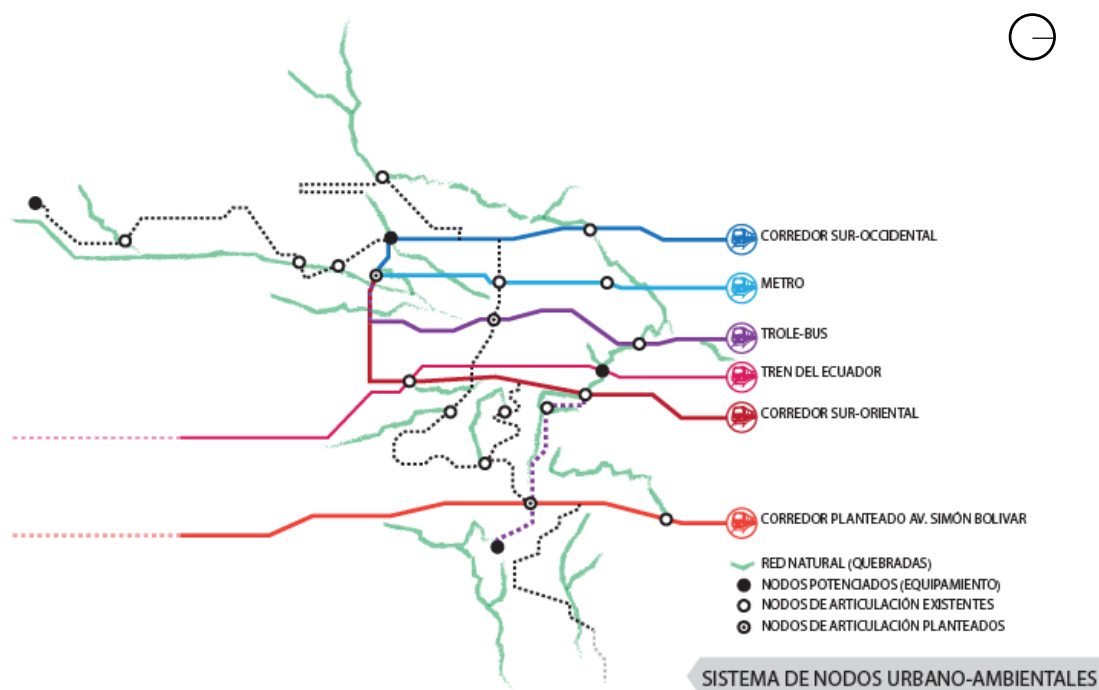 CORREDOR SUR-OCCIDENTAL
METRO
TROLE-BUS
TREN DEL ECUADOR
CORREDOR SUR-ORIENTAL
CORREDOR PLANTEADO AV. SIMÓN BOLIVAR
RED NATURAL (QUEBRADAS)
NODOS POTENCIADOS (EQUIPAMIENTO)
NODOS DE ARTICULACIÓN EXISTENTES
NODOS DE ARTICULACIÓN PLANTEADOS
SISTEMA DE NODOS URBANO-AMBIENTALES